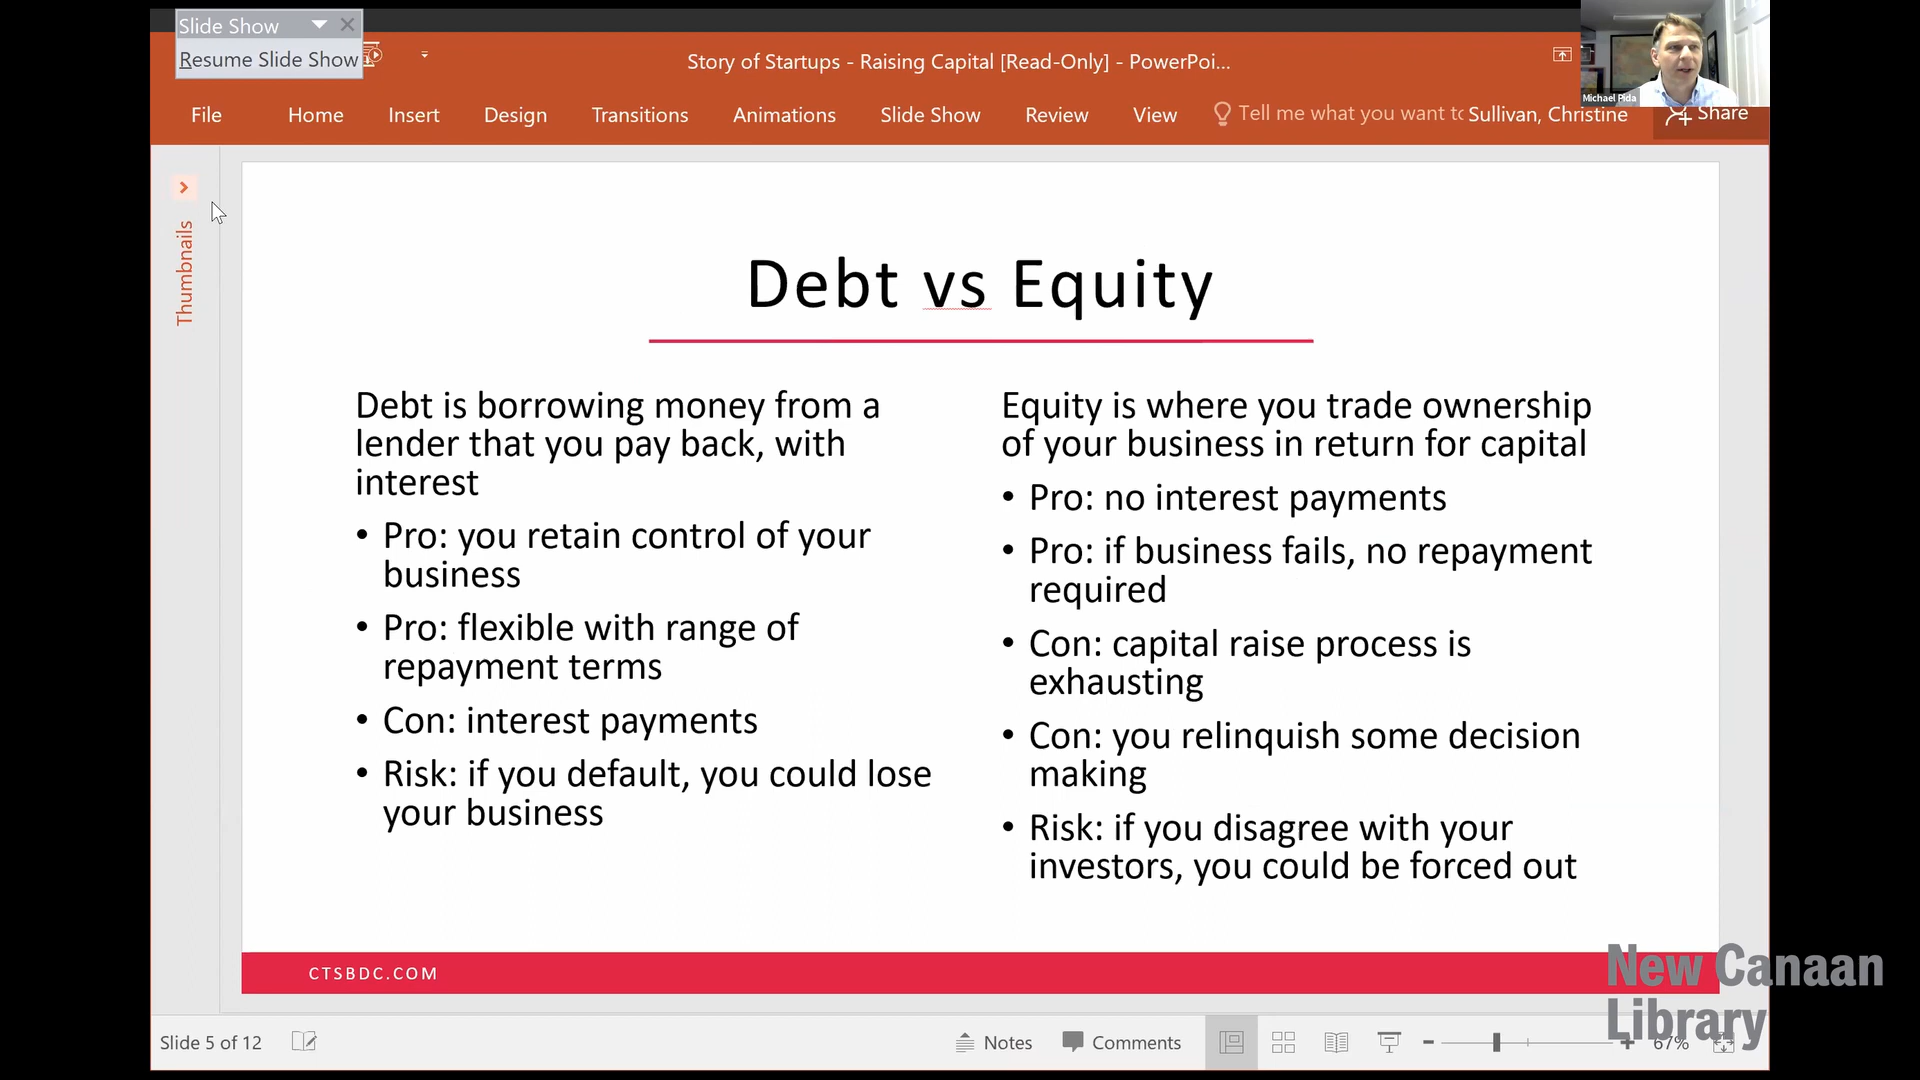 Slide Show
Resume Slide Show
Story of Startups - Raising Capital [Read-Only] - PowerPoi...
Michael Pida
File Home Insert Design Transitions Animations Slide Show Review View Tell me what you want to Sullivan, Christine Share
Thumbnails
Debt vs Equity
Debt is borrowing money from a
lender that you pay back, with
interest
• Pro: you retain control of your
business
• Pro: flexible with range of
repayment terms
• Con: interest payments
• Risk: if you default, you could lose
your business
Equity is where you trade ownership
of your business in return for capital
• Pro: no interest payments
• Pro: if business fails, no repayment
required
• Con: capital raise process is
exhausting
• Con: you relinquish some decision
making
• Risk: if you disagree with your
investors, you could be forced out
CTSBDC.COM
New Canaan
Library
Slide 5 of 12 Notes Comments 67%